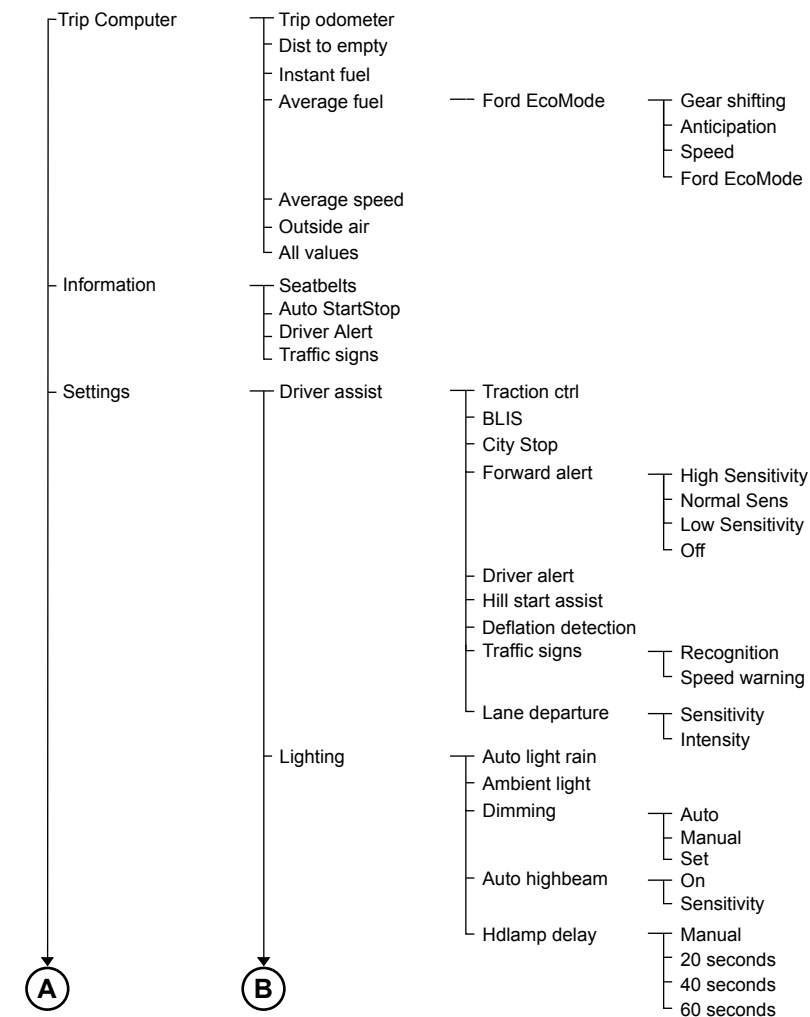 Trip Computer
Trip odometer
Dist to empty
Instant fuel
Average fuel
Ford EcoMode
Gear shifting
Anticipation
Speed
Ford EcoMode
Average speed
Outside air
All values
Information
Seatbelts
Auto StartStop
Driver Alert
Traffic signs
Settings
Driver assist
Traction ctrl
BLIS
City Stop
Forward alert
High Sensitivity
Normal Sens
Low Sensitivity
Off
Driver alert
Hill start assist
Deflation detection
Traffic signs
Recognition
Speed warning
Lane departure
Sensitivity
Intensity
Lighting
Auto light rain
Ambient light
Dimming
Auto
Manual
Set
Auto highbeam
On
Sensitivity
Hdlamp delay
Manual
20 seconds
40 seconds
60 seconds
A
B